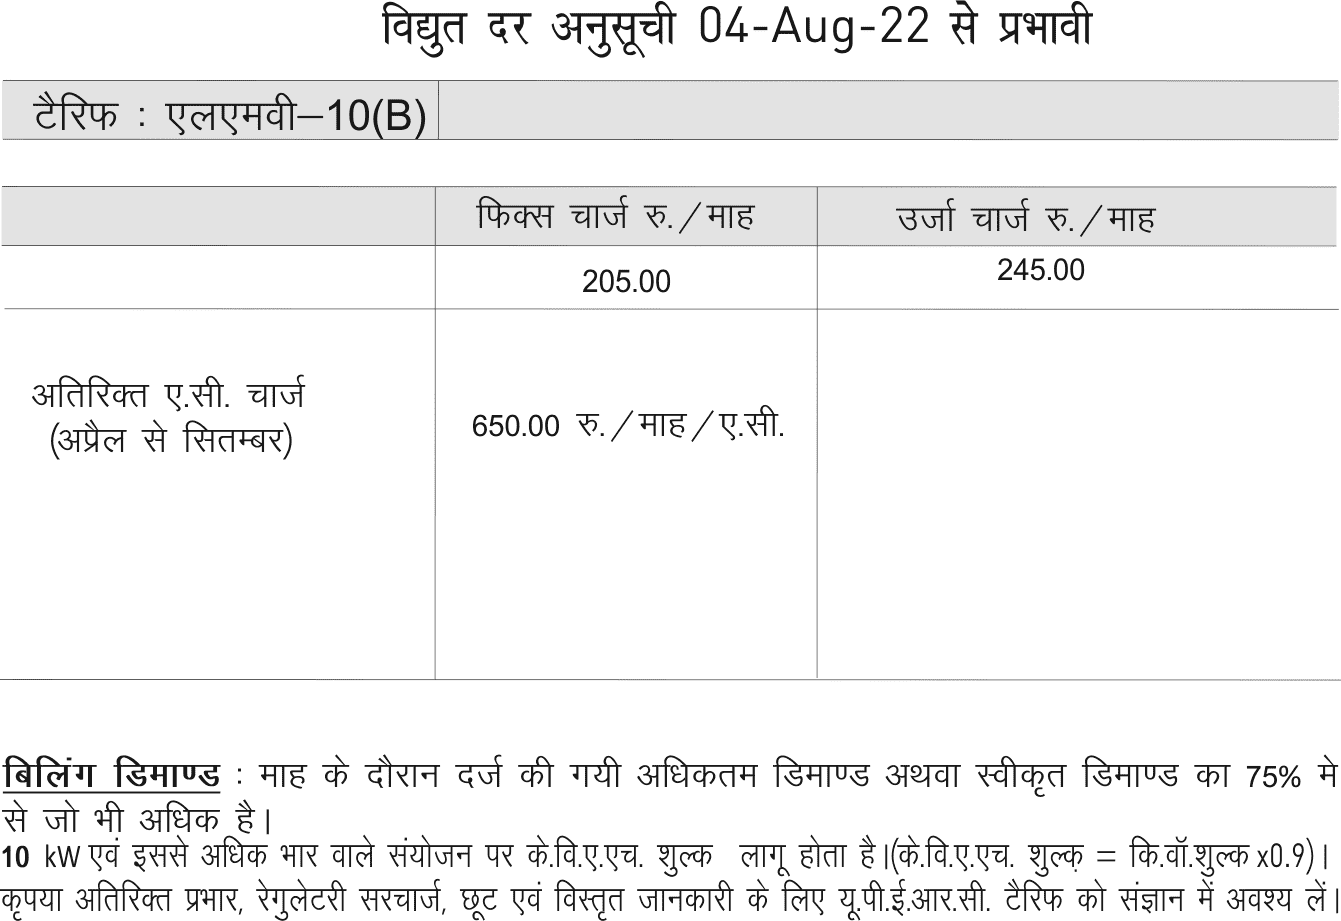 विद्युत दर अनुसूची 04-Aug-22 से प्रभावी
टैरिफ : एलएमवी–10(B)
फिक्स चार्ज रु./माह उर्जा चार्ज रु./माह
205.00 245.00
अतिरिक्त ए.सी. चार्ज
(अप्रैल से सितम्बर)
650.00 रु./माह/ए.सी.
बिलिंग डिमाण्ड : माह के दौरान दर्ज की गयी अधिकतम डिमाण्ड अथवा स्वीकृत डिमाण्ड का 75% मे
से जो भी अधिक है।
10 kW एवं इससे अधिक भार वाले संयोजन पर के.वि.ए.एच. शुल्क लागू होता है।(के.वि.ए.एच. शुल्क़ = कि.वॉ.शुल्क x0.9)।
कृपया अतिरिक्त प्रभार, रेगुलेटरी सरचार्ज, छूट एवं विस्तृत जानकारी के लिए यू.पी.ई.आर.सी. टैरिफ को संज्ञान में अवश्य लें।